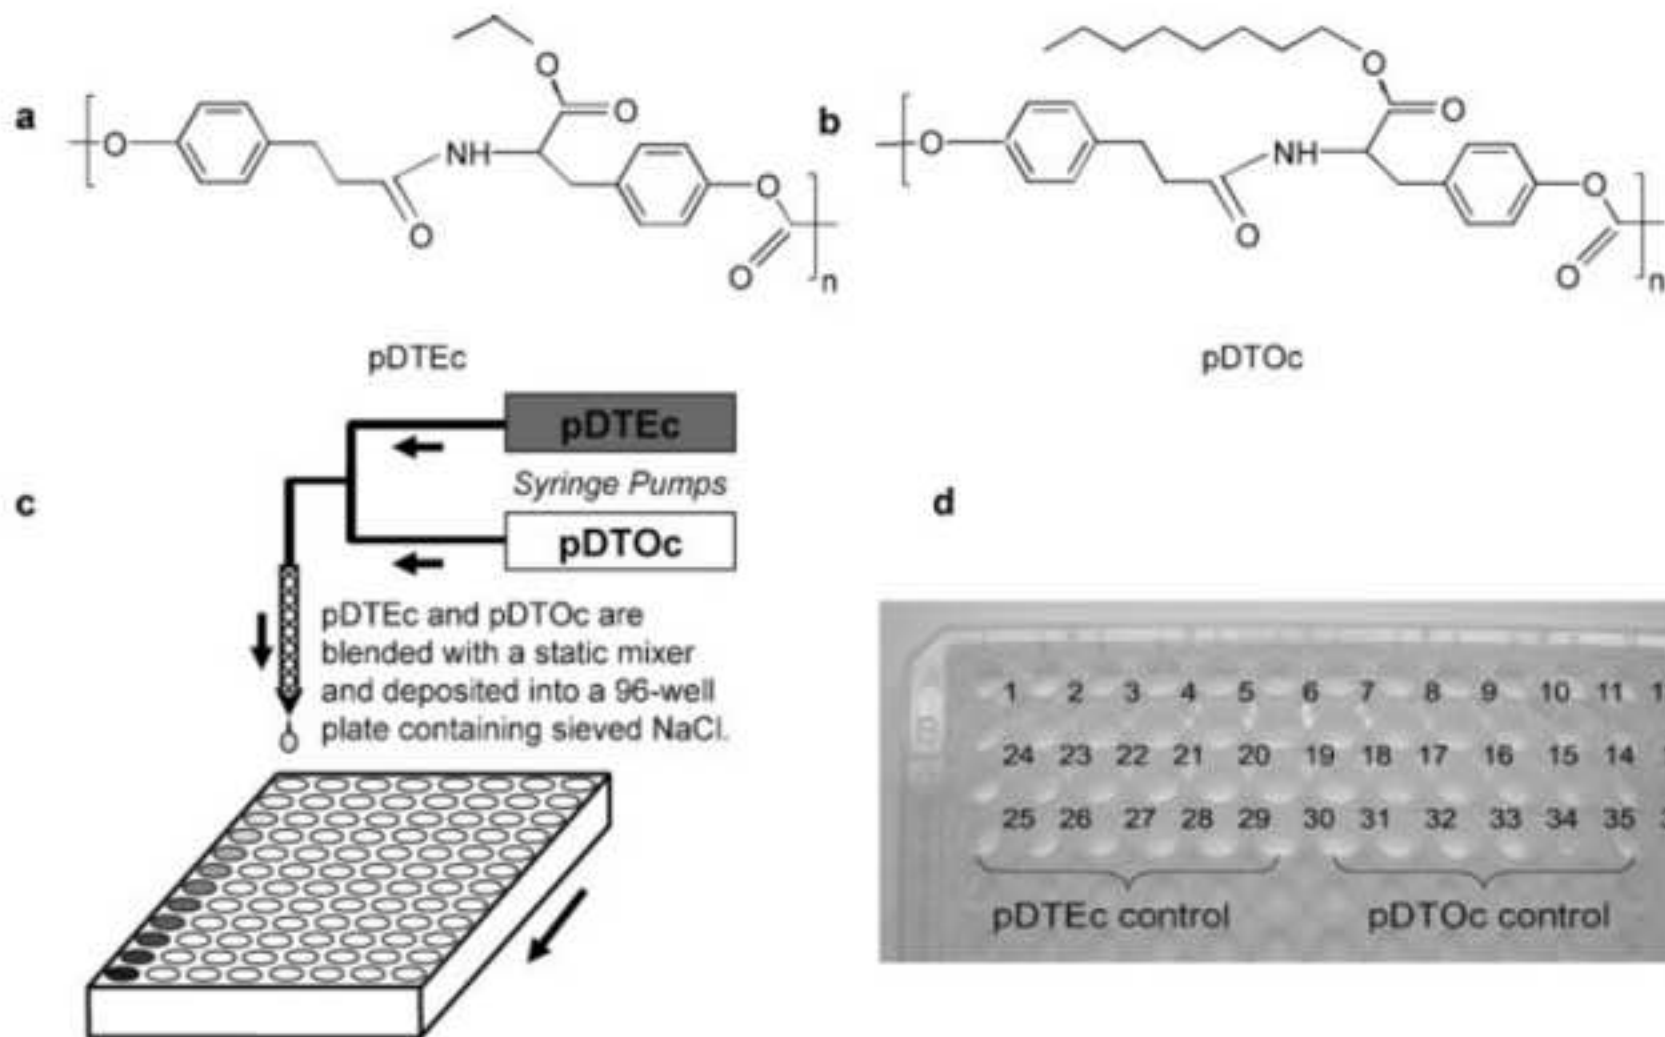 a
O
NH
O
O
O
O
O
n
pDTEc
b
O
NH
O
O
O
O
O
n
pDTOc
c
pDTEc
Syringe Pumps
pDTOc
pDTEc and pDTOc are
blended with a static mixer
and deposited into a 96-well
plate containing sieved NaCl.
d
1 2 3 4 5 6 7 8 9 10 11
24 23 22 21 20 19 18 17 16 15 14
25 26 27 28 29 30 31 32 33 34 35
pDTEc control pDTOc control